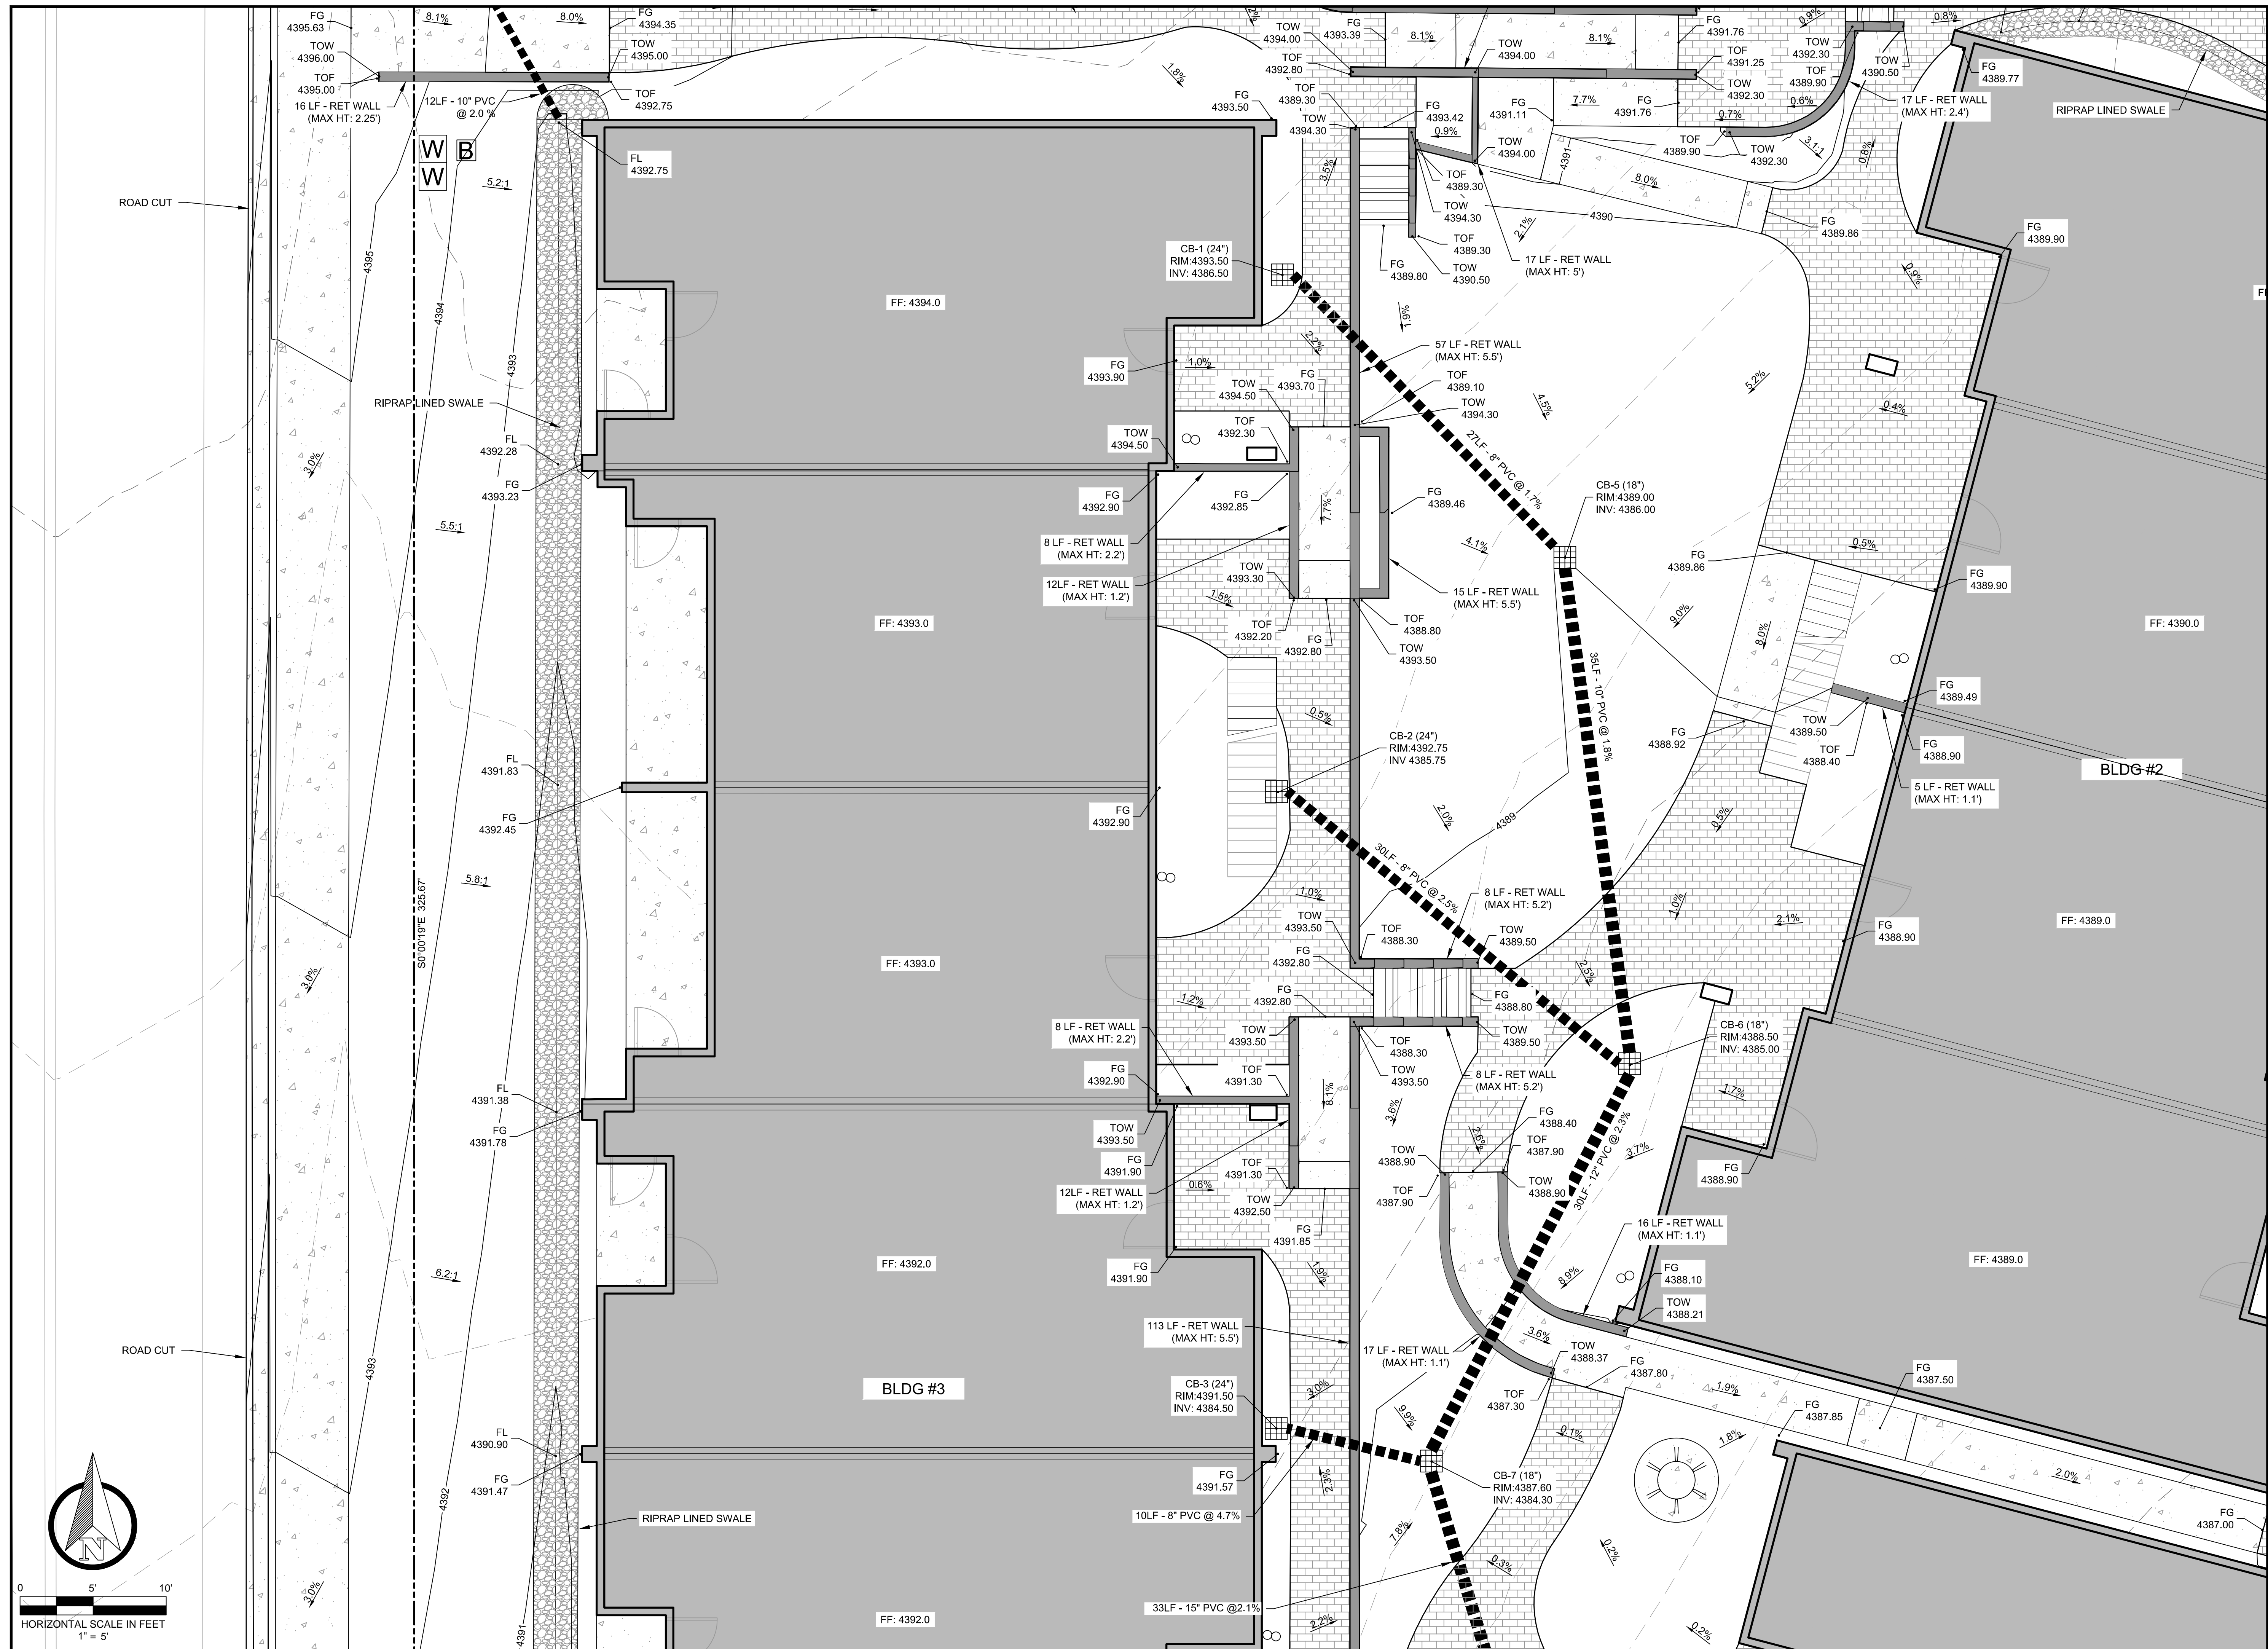 FG
4395.63
8.1%
8.0%
FG
4394.35
TOW
4396.00
TOF
4395.00
16 LF - RET WALL
(MAX HT: 2.25')
12LF - 10" PVC
@ 2.0 %
TOW
4395.00
TOF
4392.75
FL
4392.75
W
W
B
1.8%
FG
4393.50
TOW
4394.00
TOF
4392.80
FG
4393.39
8.1%
8.1%
TOW
4394.00
FG
4391.76
TOF
4391.25
TOW
4392.30
0.9%
0.8%
TOW
4392.30
TOF
4389.90
TOW
4390.50
FG
4389.77
RIPRAP LINED SWALE
17 LF - RET WALL
(MAX HT: 2.4')
TOF
4389.30
TOW
4394.30
FG
4393.42
0.9%
FG
4391.11
7.7%
FG
4391.76
0.6%
0.7%
TOF
4389.90
TOW
4392.30
3.1:1
0.8%
TOW
4394.00
4391
8.0%
TOF
4389.30
TOW
4394.30
4390
2.1%
FG
4389.86
FG
4389.90
TOF
4389.30
TOW
4390.50
FG
4389.80
17 LF - RET WALL
(MAX HT: 5')
3.5%
0.9%
ROAD CUT
5.2:1
4395
4394
4393
CB-1 (24")
RIM:4393.50
INV: 4386.50
FF: 4394.0
1.9%
2.2%
57 LF - RET WALL
(MAX HT: 5.5')
FG
4393.90
1.0%
FG
4393.70
TOW
4394.50
TOF
4389.10
TOW
4394.30
4.5%
5.2%
0.4%
RIPRAP LINED SWALE
FL
4392.28
FG
4393.23
3.0%
TOW
4394.50
TOF
4392.30
27LF - 8" PVC @ 1.7%
FG
4392.90
FG
4392.85
7.7%
FG
4389.46
CB-5 (18")
RIM:4389.00
INV: 4386.00
5.5:1
8 LF - RET WALL
(MAX HT: 2.2')
4.1%
0.5%
FG
4389.86
FG
4389.90
12LF - RET WALL
(MAX HT: 1.2')
TOW
4393.30
1.5%
15 LF - RET WALL
(MAX HT: 5.5')
FF: 4393.0
TOF
4392.20
FG
4392.80
TOF
4388.80
TOW
4393.50
9.0%
8.0%
FF: 4390.0
35LF - 10" PVC @ 1.8%
FG
4389.49
TOW
4389.50
TOF
4388.40
FG
4388.92
FG
4388.90
0.5%
CB-2 (24")
RIM:4392.75
INV 4385.75
FL
4391.83
FG
4392.45
FG
4392.90
BLDG #2
5 LF - RET WALL
(MAX HT: 1.1')
2.0%
4389
0.5%
5.8:1
30LF - 8" PVC @ 2.5%
1.0%
8 LF - RET WALL
(MAX HT: 5.2')
1.0%
2.1%
FF: 4389.0
TOW
4393.50
TOF
4388.30
TOW
4389.50
FG
4388.90
S0°00'19"E 325.67'
3.0%
FF: 4393.0
FG
4392.80
1.2%
FG
4392.80
FG
4388.80
2.5%
8 LF - RET WALL
(MAX HT: 2.2')
TOW
4393.50
TOF
4388.30
TOW
4389.50
CB-6 (18")
RIM:4388.50
INV: 4385.00
FG
4392.90
TOF
4391.30
TOW
4393.50
8 LF - RET WALL
(MAX HT: 5.2')
1.7%
FL
4391.38
FG
4391.78
8.1%
3.6%
TOW
4393.50
FG
4391.90
2.6%
FG
4388.40
TOF
4387.90
3.7%
TOW
4388.90
TOF
4387.90
TOW
4388.90
30LF - 12" PVC @ 2.3%
FG
4388.90
12LF - RET WALL
(MAX HT: 1.2')
0.6%
TOF
4391.30
TOW
4392.50
FG
4391.85
16 LF - RET WALL
(MAX HT: 1.1')
FF: 4392.0
FG
4391.90
1.9%
8.9%
FG
4388.10
TOW
4388.21
FF: 4389.0
6.2:1
ROAD CUT
4393
113 LF - RET WALL
(MAX HT: 5.5')
3.6%
17 LF - RET WALL
(MAX HT: 1.1')
TOW
4388.37
FG
4387.80
TOF
4387.30
FG
4387.50
1.9%
FG
4387.85
BLDG #3
CB-3 (24")
RIM:4391.50
INV: 4384.50
3.0%
9.9%
0.1%
1.8%
FL
4390.90
FG
4391.47
4392
FG
4391.57
2.3%
CB-7 (18")
RIM:4387.60
INV: 4384.30
2.0%
10LF - 8" PVC @ 4.7%
RIPRAP LINED SWALE
7.8%
0.3%
0.2%
FG
4387.00
N
3.0%
0 5' 10'
HORIZONTAL SCALE IN FEET
1" = 5'
4391
FF: 4392.0
33LF - 15" PVC @2.1%
2.2%
0.2%